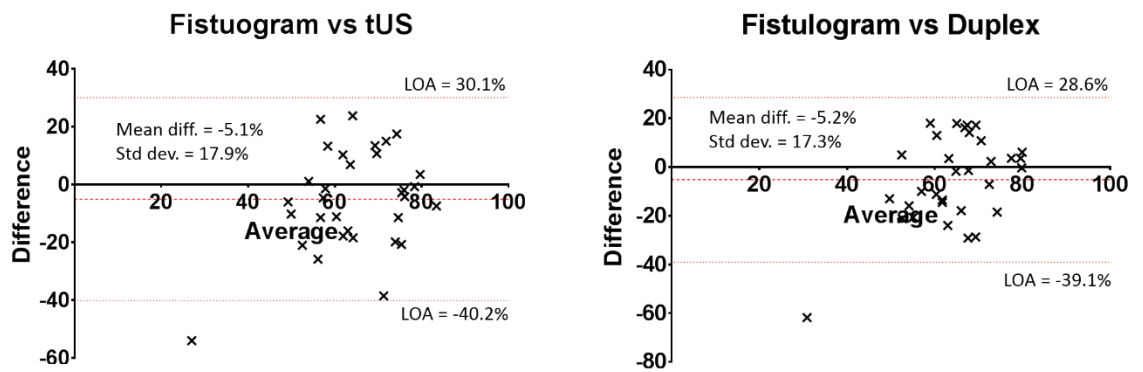 Fistuogram vs tUS
40
20
0
-20
-40
-60
20
40
60
80
100
Difference
Average
LOA = 30.1%
Mean diff. = -5.1%
Std dev. = 17.9%
LOA = -40.2%
Fistulogram vs Duplex
40
20
0
-20
-40
-60
-80
20
40
60
80
100
Difference
Average
LOA = 28.6%
Mean diff. = -5.2%
Std dev. = 17.3%
LOA = -39.1%